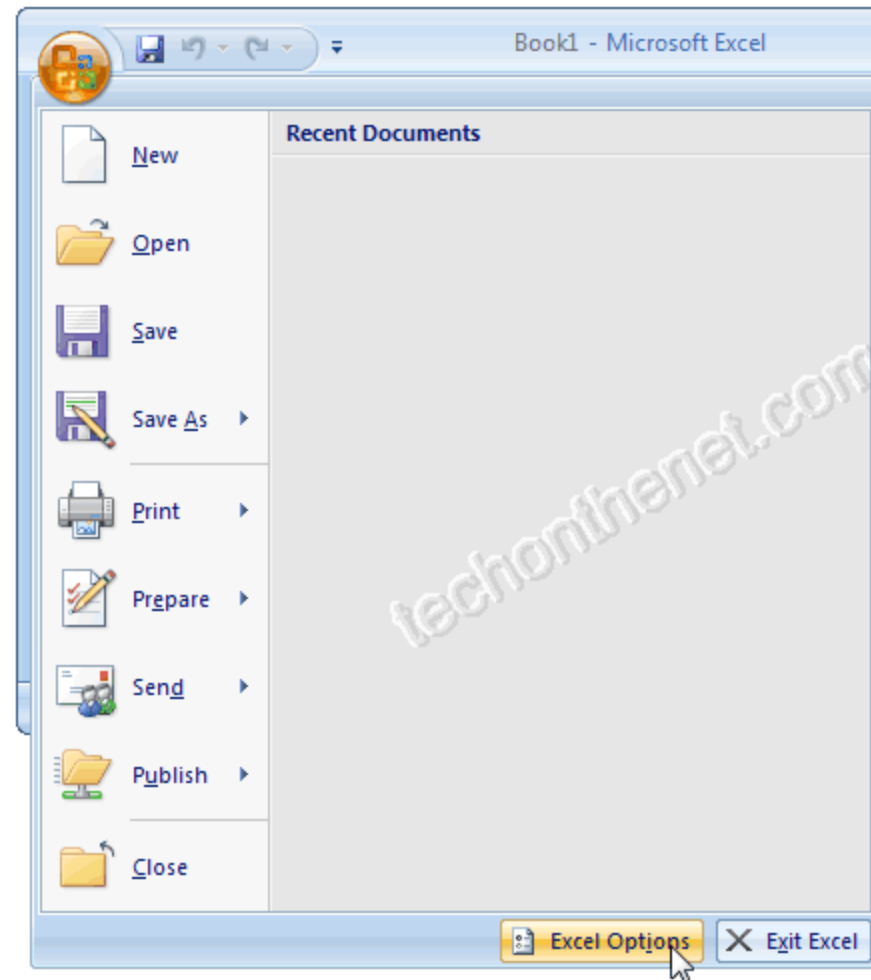 Book1 - Microsoft Excel
Recent Documents
New
Open
Save
Save As
Print
Prepare
Send
Publish
Close
techonthenet.com
Excel Options
Exit Excel